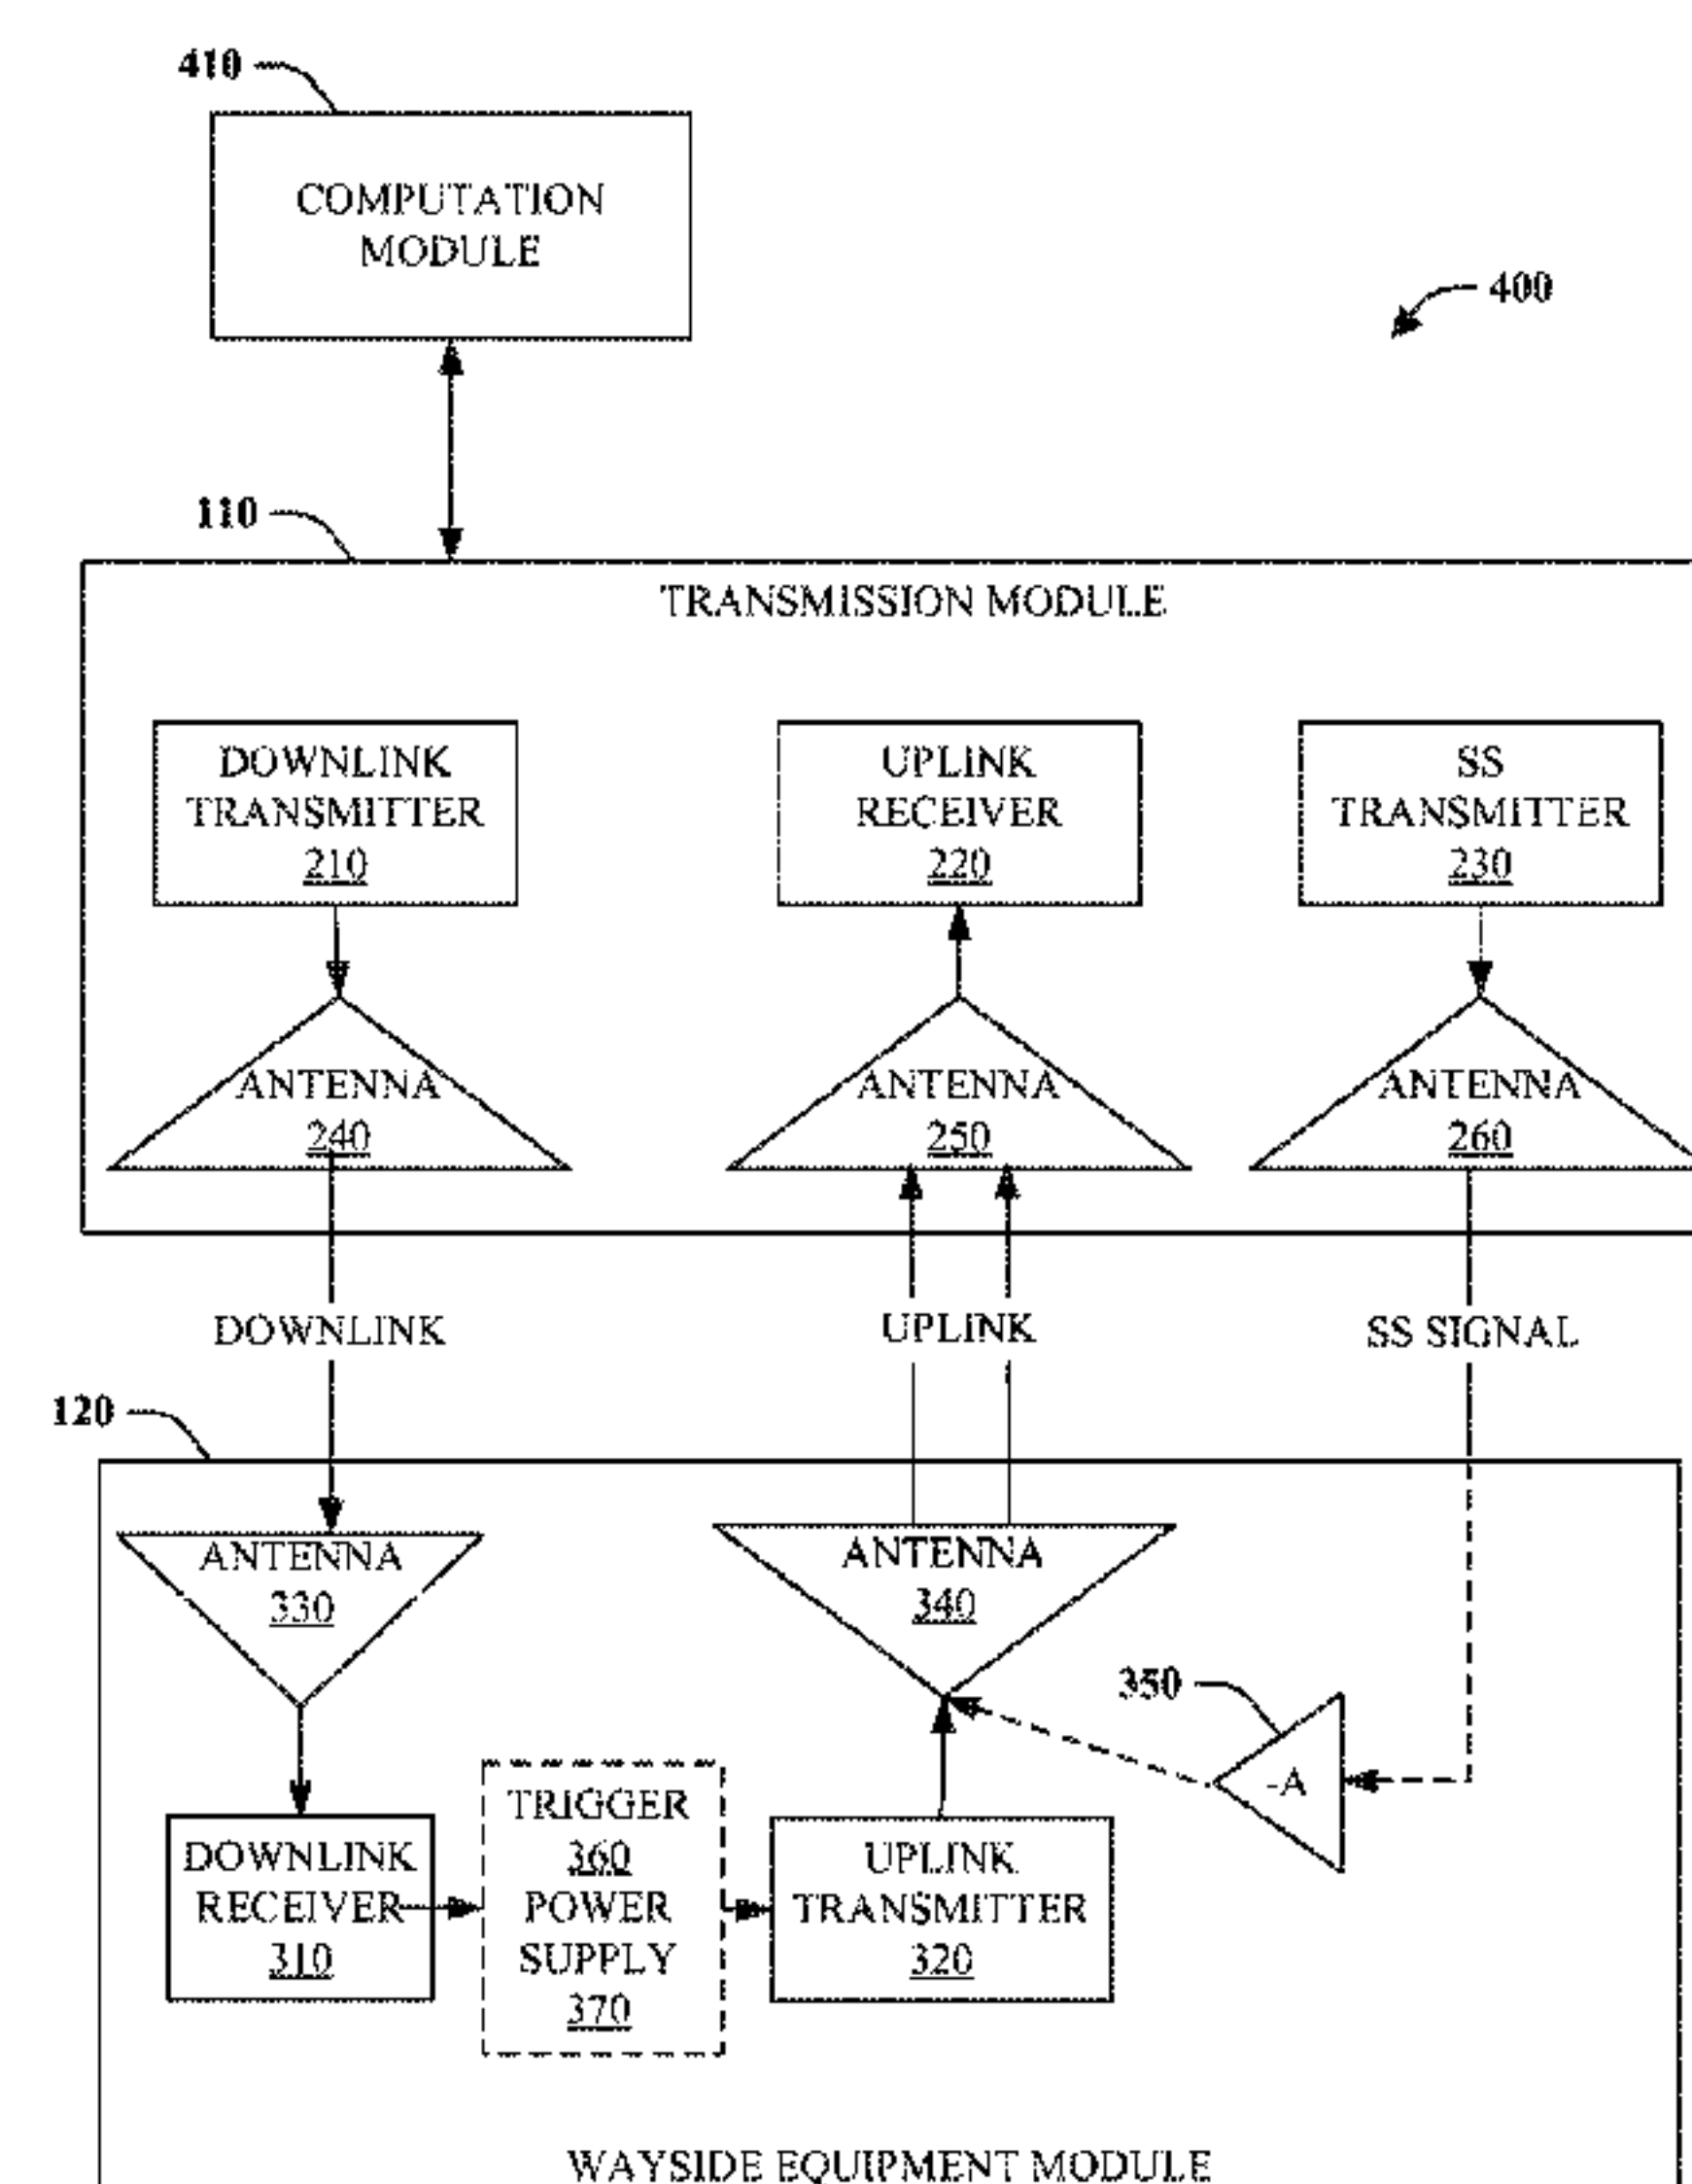 410
COMPUTATION
MODULE
400
110
TRANSMISSION MODULE
DOWNLINK
TRANSMITTER
210
UPLINK
RECEIVER
220
SS
TRANSMITTER
230
ANTENNA
240
ANTENNA
250
ANTENNA
260
DOWNLINK
UPLINK
SS SIGNAL
120
ANTENNA
330
ANTENNA
340
350
-A
TRIGGER
360
POWER
SUPPLY
370
DOWNLINK
RECEIVER
310
UPLINK
TRANSMITTER
320
WAYSIDE EQUIPMENT MODULE